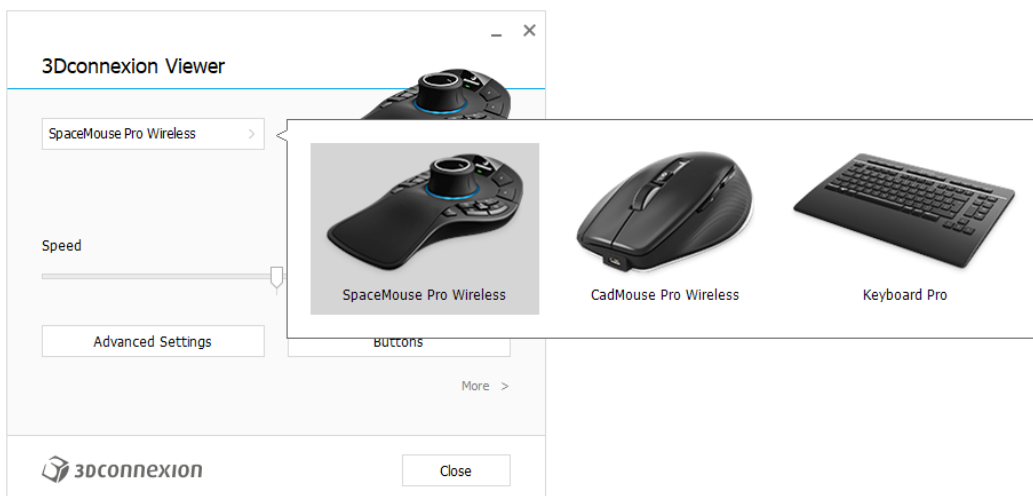 3Dconnexion Viewer
SpaceMouse Pro Wireless
SpaceMouse Pro Wireless
CadMouse Pro Wireless
Keyboard Pro
Speed
Advanced Settings
Buttons
More >
3Dconnexion
Close